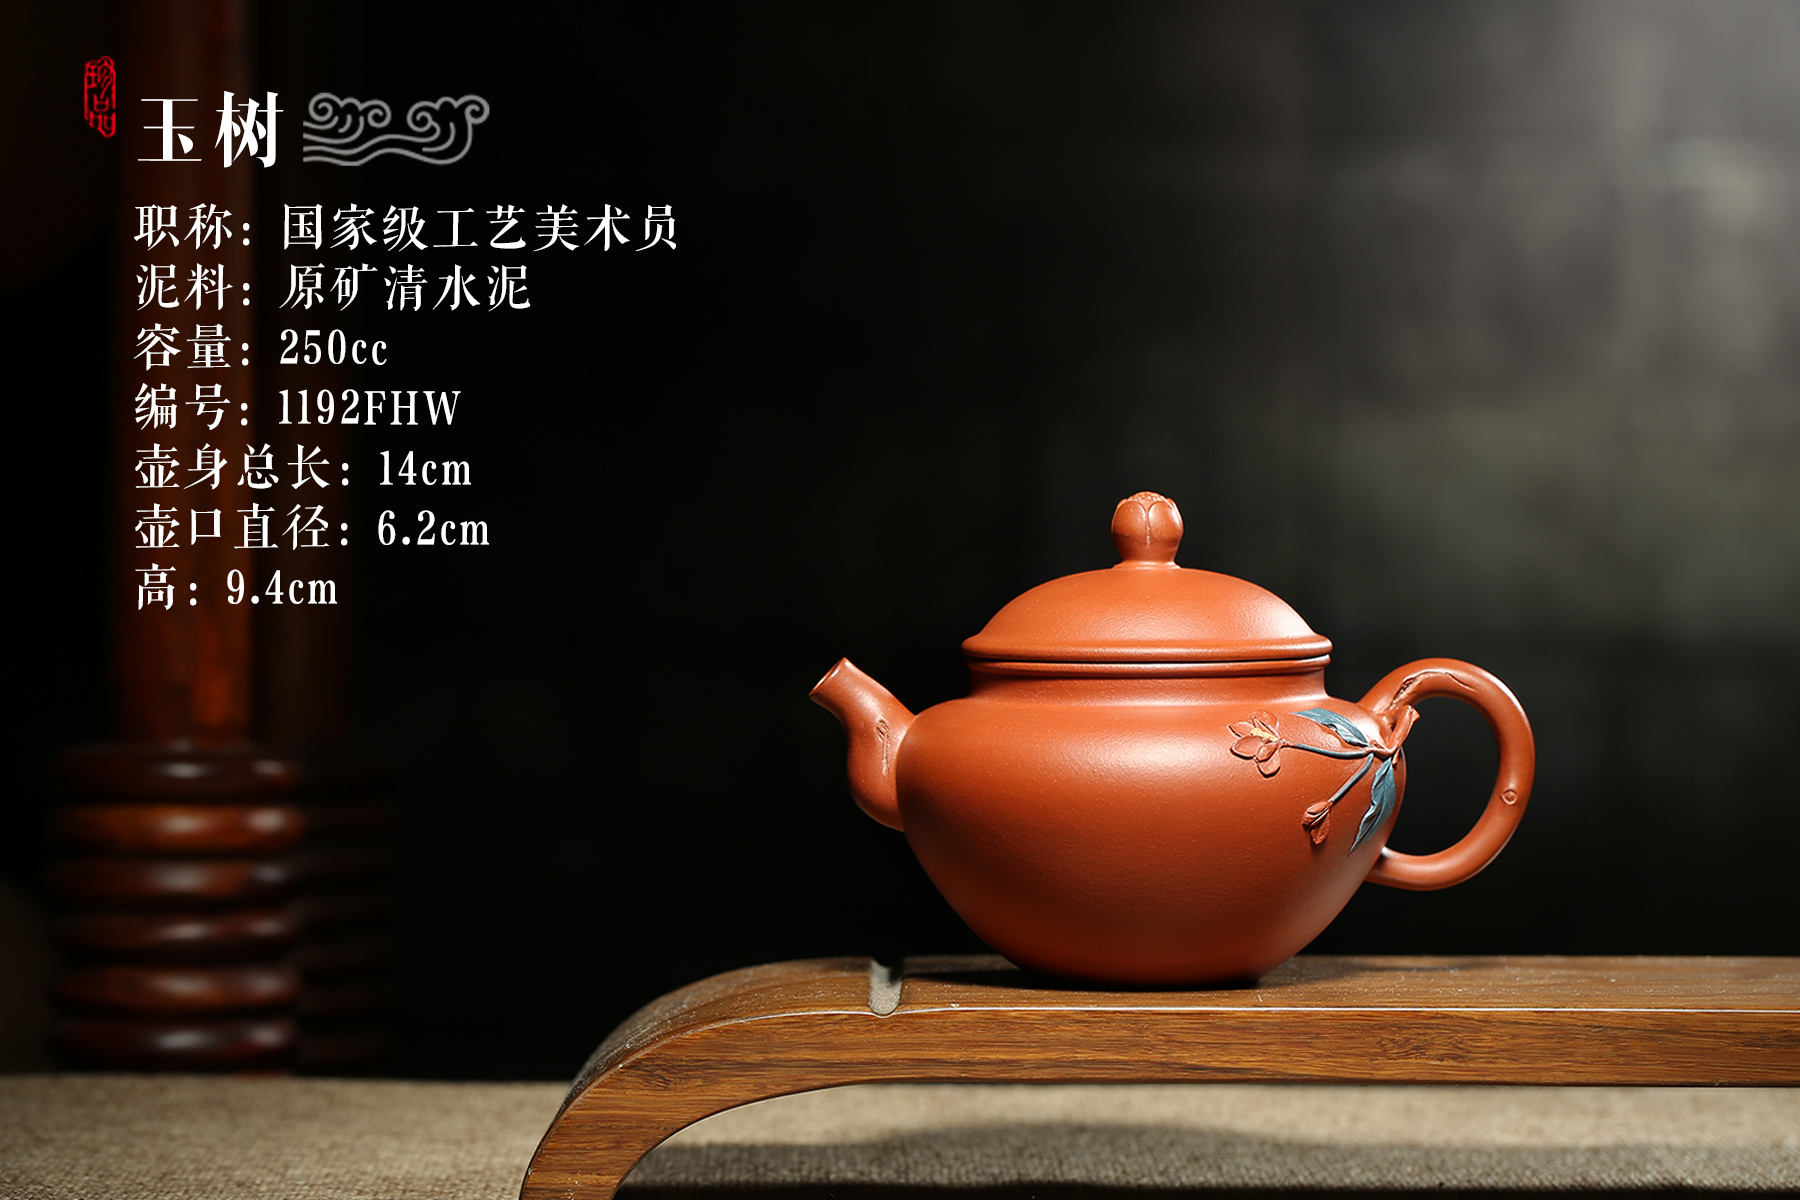 珍品
玉树
职称：国家级工艺美术员
泥料：原矿清水泥
容量：250cc
编号：1192FHW
壶身总长：14cm
壶口直径：6.2cm
高：9.4cm